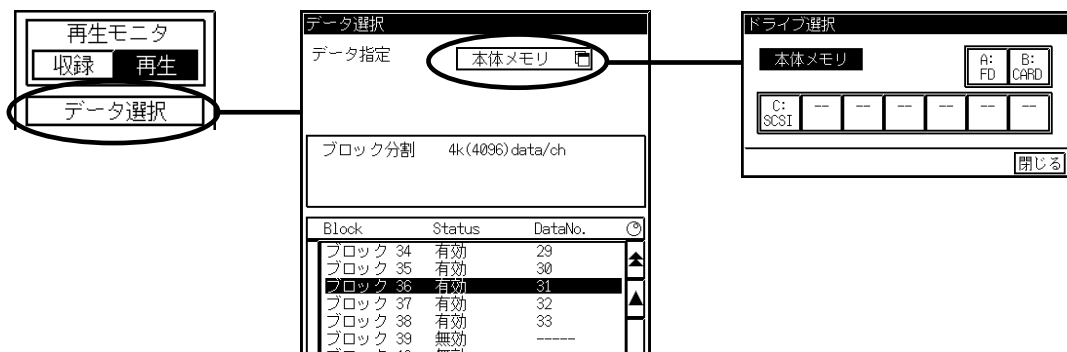 再生モニタ
収録 再生
データ選択
データ選択
データ指定 本体メモリ
ブロック分割 4k(4096)data/ch
Block Status DataNo.
ブロック 34 有効 29
ブロック 35 有効 30
ブロック 36 有効 31
ブロック 37 有効 32
ブロック 38 有効 33
ブロック 39 無効 -----
ドライブ選択
本体メモリ A: FD B: CARD
C: SCSI -- -- -- -- -- --
閉じる